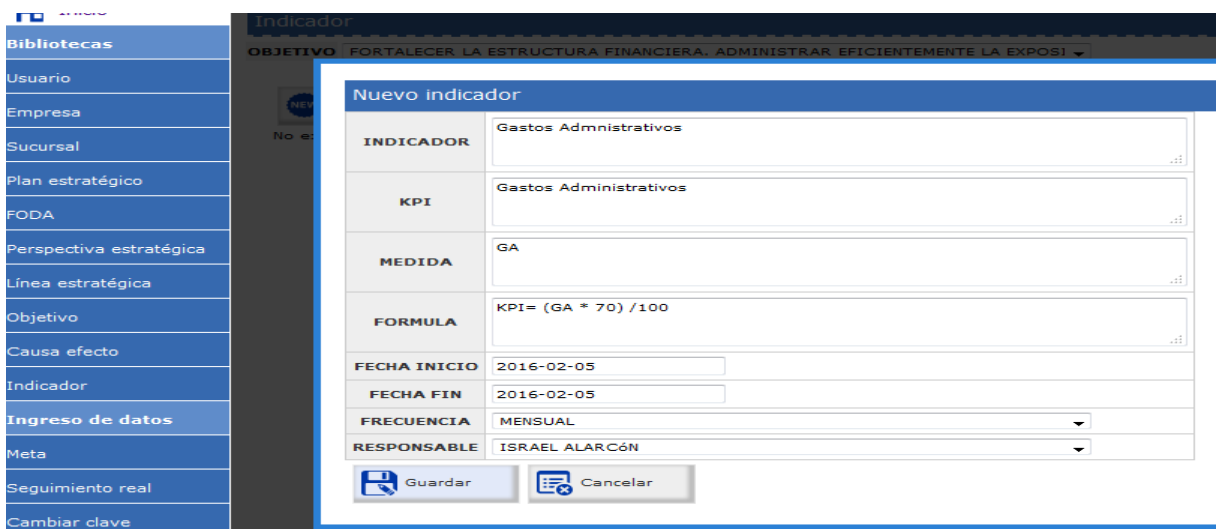 Inicio
Bibliotecas
Usuario
Empresa
Sucursal
Plan estratégico
FODA
Perspectiva estratégica
Línea estratégica
Objetivo
Causa efecto
Indicador
Ingreso de datos
Meta
Seguimiento real
Cambiar clave
Indicador
OBJETIVO FORTALECER LA ESTRUCTURA FINANCIERA. ADMINISTRAR EFICIENTEMENTE LA EXPOSI
NEW
No e
Nuevo indicador
INDICADOR Gastos Admnistrativos
KPI Gastos Administrativos
MEDIDA GA
FORMULA KPI= (GA * 70) /100
FECHA INICIO 2016-02-05
FECHA FIN 2016-02-05
FRECUENCIA MENSUAL
RESPONSABLE ISRAEL ALARCóN
Guardar Cancelar